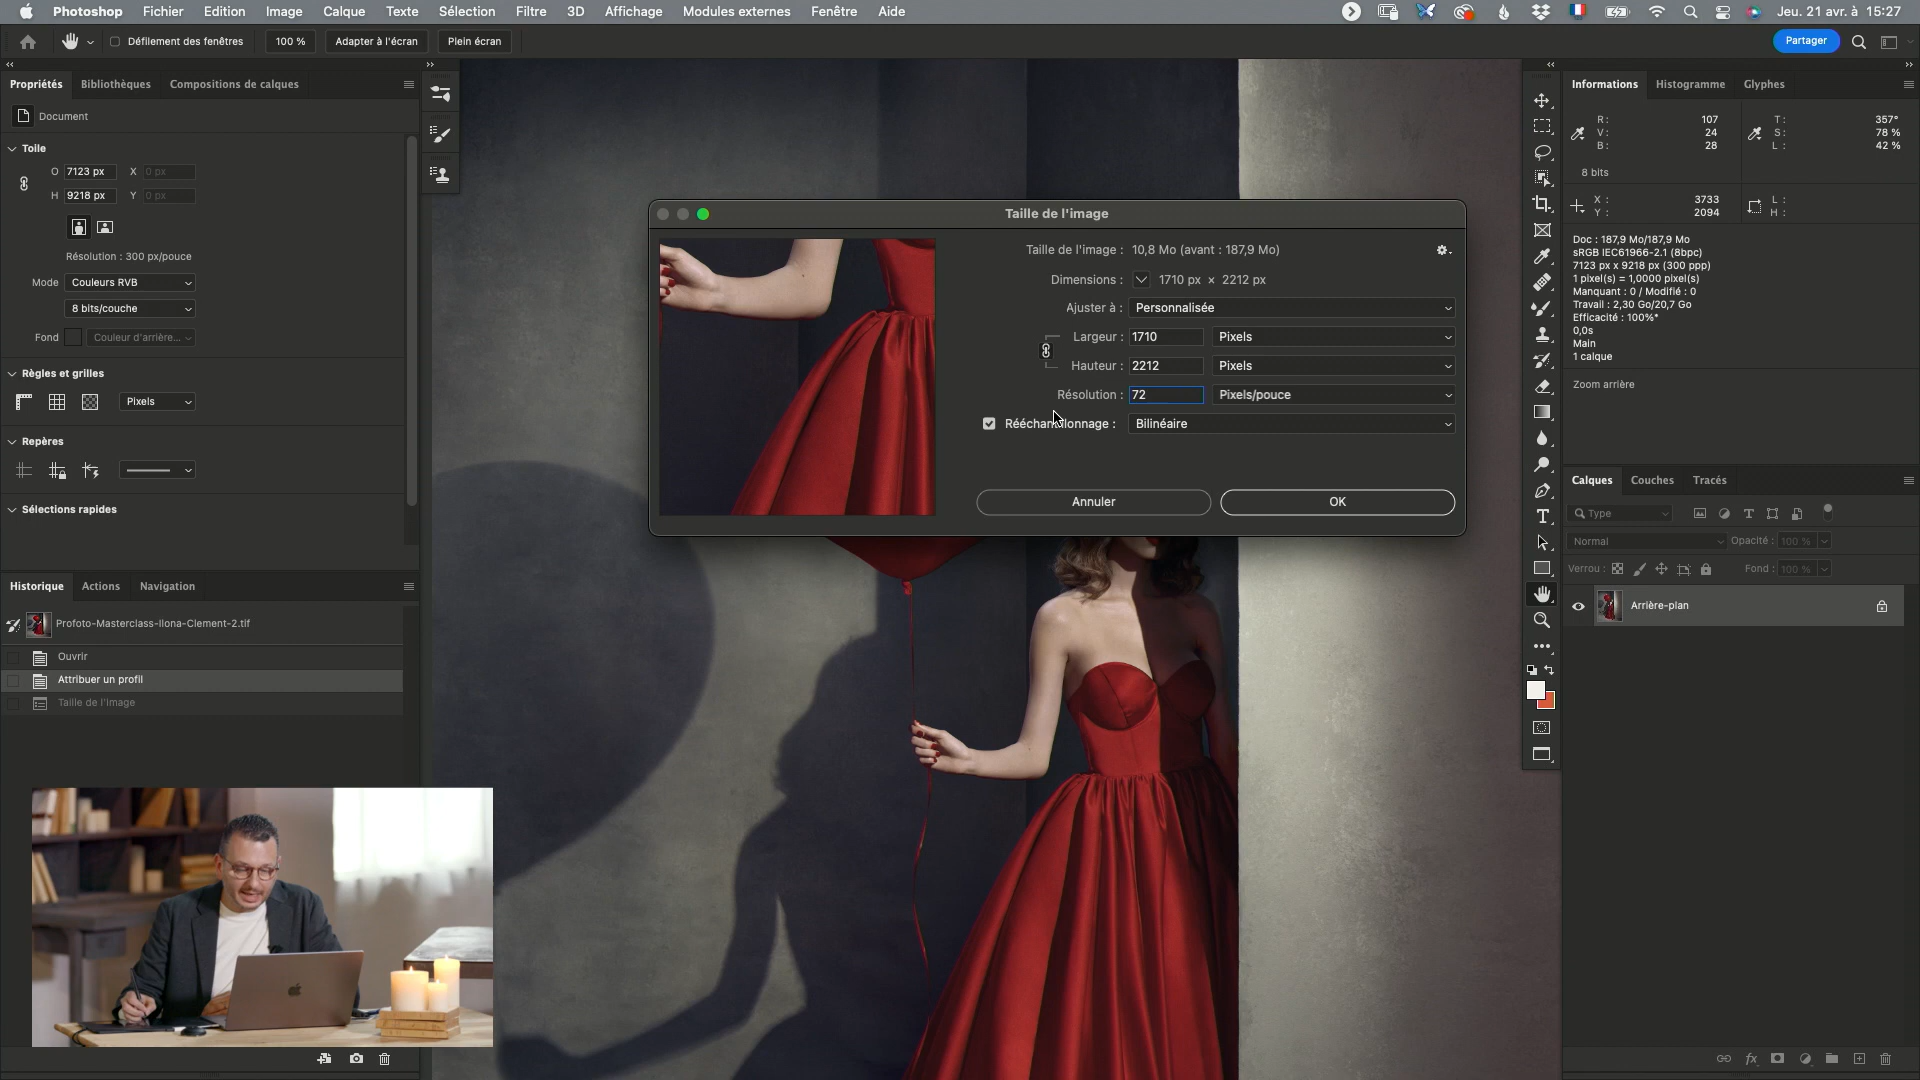 Photoshop Fichier Edition Image Calque Texte Sélection Filtre 3D Affichage Modules externes Fenêtre Aide Jeu. 21 avr. à 15:27
Défilement des fenêtres 100 % Adapter à l'écran Plein écran Partager
Propriétés Bibliothèques Compositions de calques
Document
Toile
O 7123 px X 0 px
H 9218 px Y 0 px
Résolution : 300 px/pouce
Mode Couleurs RVB
8 bits/couche
Fond Couleur d'arrière...
Règles et grilles
Pixels
Repères
Sélections rapides
Historique Actions Navigation
Profoto-Masterclass-Ilona-Clement-2.tif
Ouvrir
Attribuer un profil
Taille de l'image
Taille de l'image
Taille de l'image : 10,8 Mo (avant : 187,9 Mo)
Dimensions : 1710 px × 2212 px
Ajuster à : Personnalisée
Largeur : 1710 Pixels
Hauteur : 2212 Pixels
Résolution : 72 Pixels/pouce
Rééchantillonnage : Bilinéaire
Annuler OK
Informations Histogramme Glyphes
R : 107 T : 357°
V : 24 S : 78 %
B : 28 L : 42 %
8 bits
X : 3733 L :
Y : 2094 H :
Doc : 187,9 Mo/187,9 Mo
sRGB IEC61966-2.1 (8bpc)
7123 px x 9218 px (300 ppp)
1 pixel(s) = 1,0000 pixel(s)
Manquant : 0 / Modifié : 0
Travail : 2,30 Go/20,7 Go
Efficacité : 100%*
0,0s
Main
1 calque
Zoom arrière
Calques Couches Tracés
Type
Normal Opacité : 100 %
Verrou : Fond : 100 %
Arrière-plan